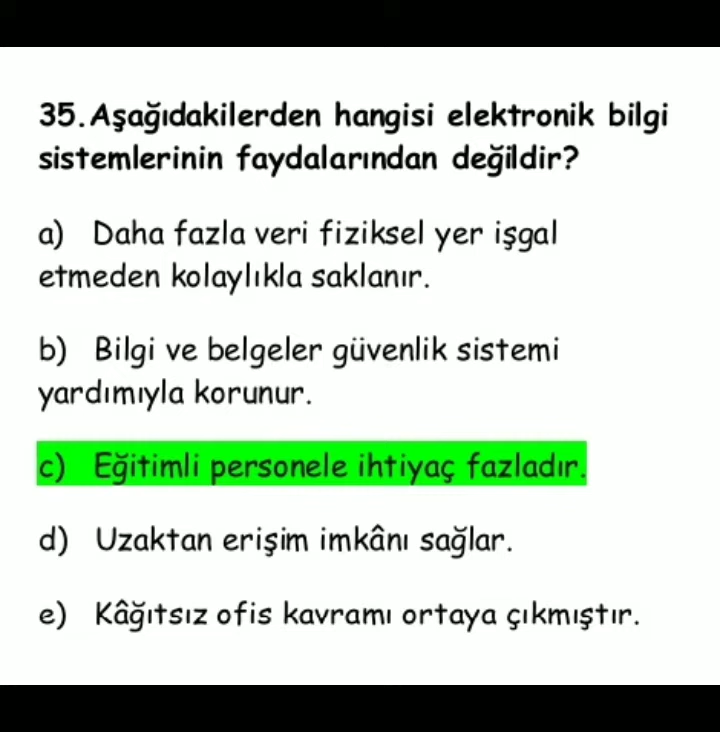 35.Aşağıdakilerden hangisi elektronik bilgi
sistemlerinin faydalarından değildir?
a) Daha fazla veri fiziksel yer işgal
etmeden kolaylıkla saklanır.
b) Bilgi ve belgeler güvenlik sistemi
yardımıyla korunur.
c) Eğitimli personele ihtiyaç fazladır.
d) Uzaktan erişim imkânı sağlar.
e) Kâğıtsız ofis kavramı ortaya çıkmıştır.